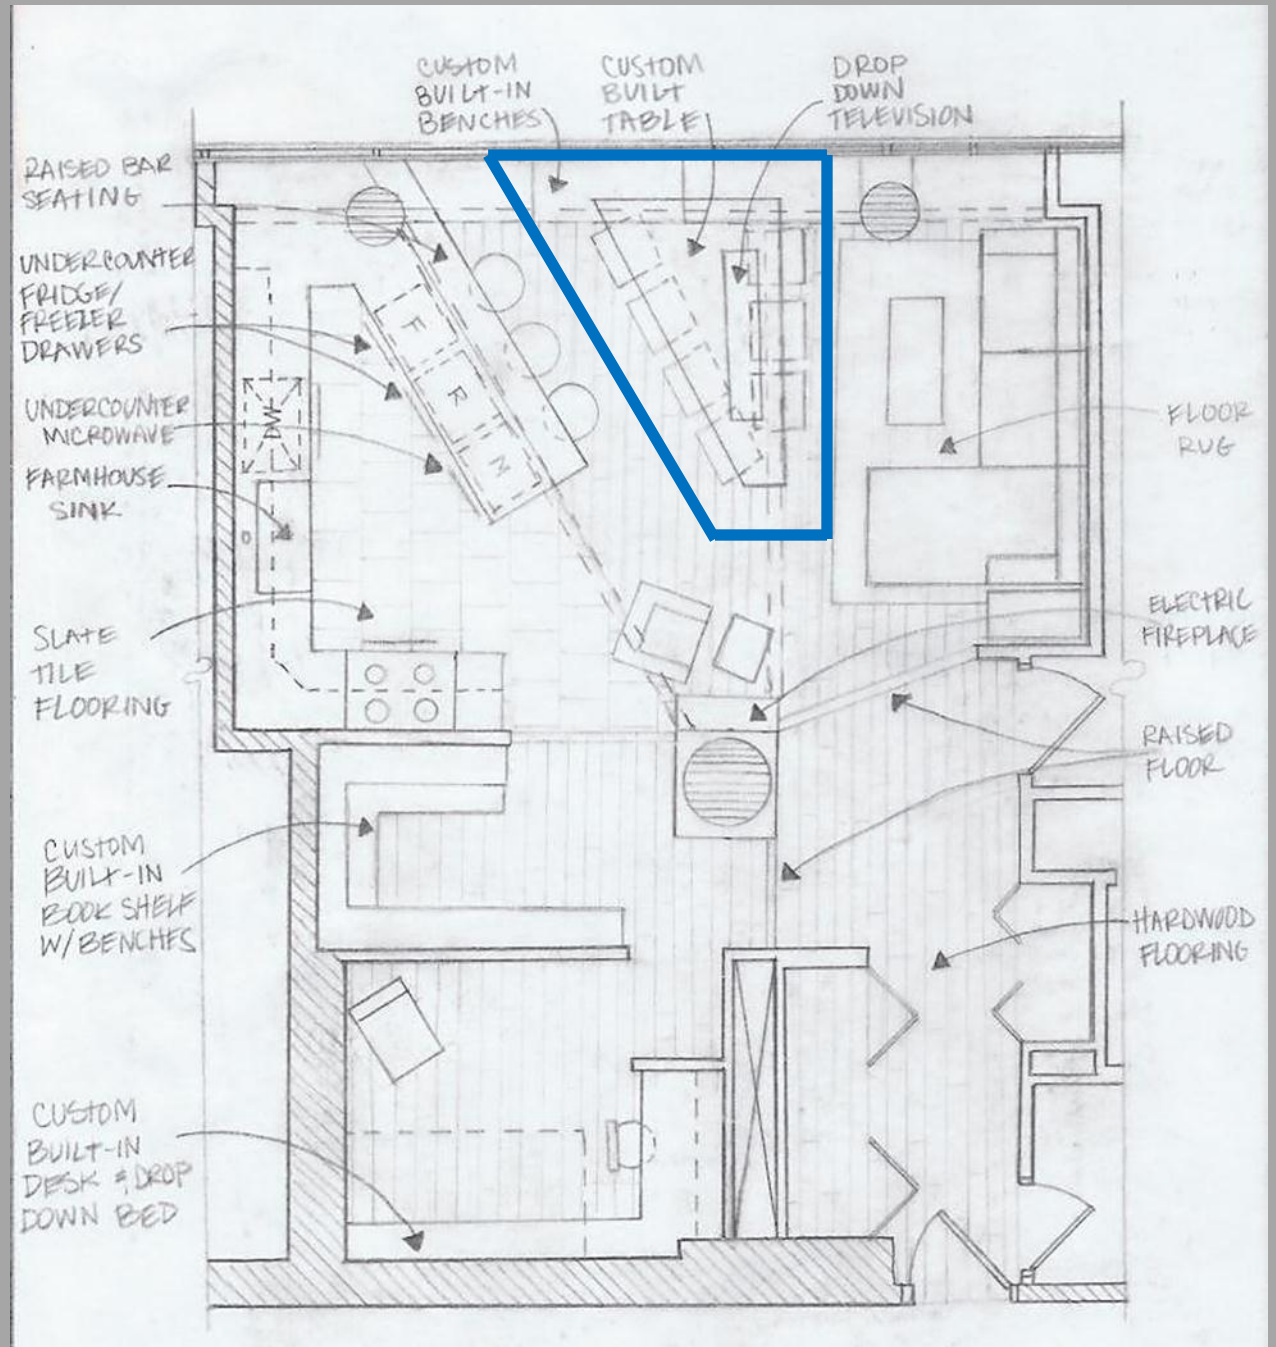 CUSTOM
BUILT-IN
BENCHES
CUSTOM
BUILT
TABLE
DROP
DOWN
TELEVISION
RAISED BAR
SEATING
UNDERCOUNTER
FRIDGE/
FREEZER
DRAWERS
UNDERCOUNTER
MICROWAVE
FARMHOUSE
SINK
SLATE
TILE
FLOORING
CUSTOM
BUILT-IN
BOOK SHELF
W/BENCHES
CUSTOM
BUILT-IN
DESK & DROP
DOWN BED
F
R
M
DW
FLOOR
RUG
ELECTRIC
FIREPLACE
RAISED
FLOOR
HARDWOOD
FLOORING